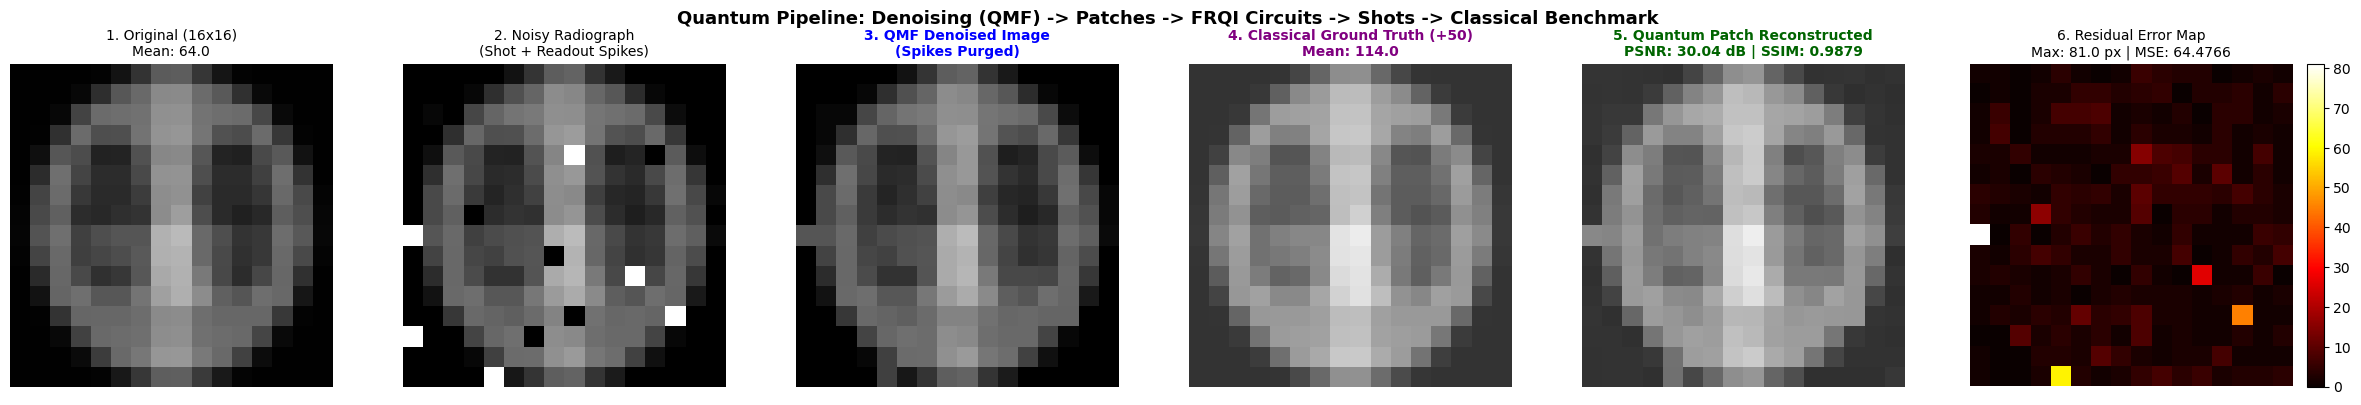 Quantum Pipeline: Denoising (QMF) -> Patches -> FRQI Circuits -> Shots -> Classical Benchmark
1. Original (16x16)
Mean: 64.0
2. Noisy Radiograph
(Shot + Readout Spikes)
3. QMF Denoised Image
(Spikes Purged)
4. Classical Ground Truth (+50)
Mean: 114.0
5. Quantum Patch Reconstructed
PSNR: 30.04 dB | SSIM: 0.9879
6. Residual Error Map
Max: 81.0 px | MSE: 64.4766
80
70
60
50
40
30
20
10
0